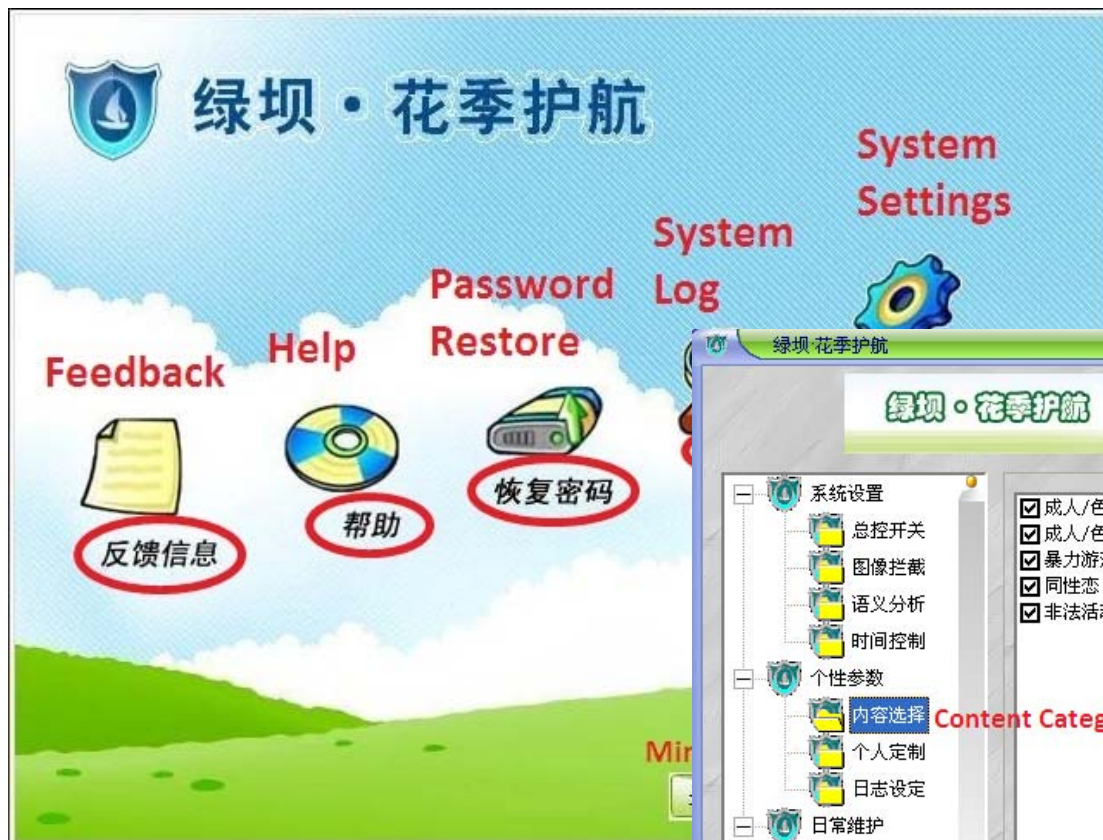 绿坝·花季护航
System
Settings
System
Log
Password
Restore
Help
Feedback
恢复密码
帮助
反馈信息
绿坝·花季护航
绿坝·花季护航
系统设置
总控开关
图像拦截
语义分析
时间控制
个性参数
内容选择
Content
个人定制
日志设定
日常维护
成人/
成人/
暴力游
同性恋
非法活